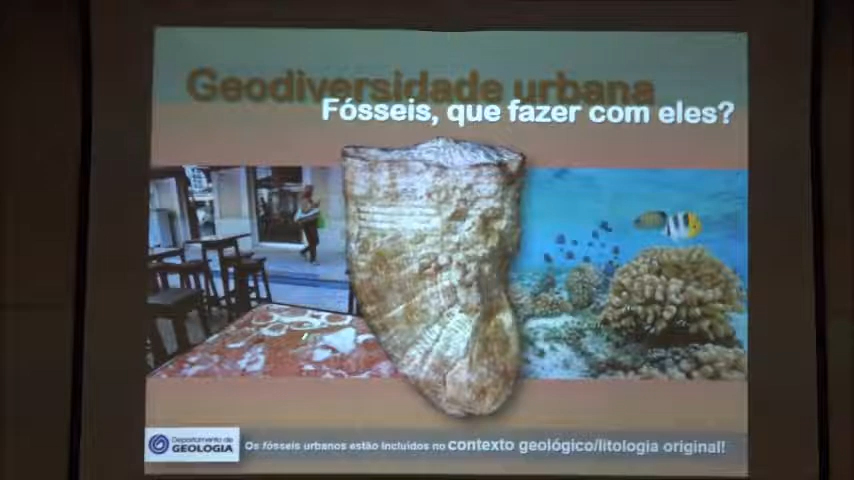 Geodiversidade urbana
Fósseis, que fazer com eles?
Departamento de
GEOLOGIA
Os fósseis urbanos estão incluídos no contexto geológico/litologia original!